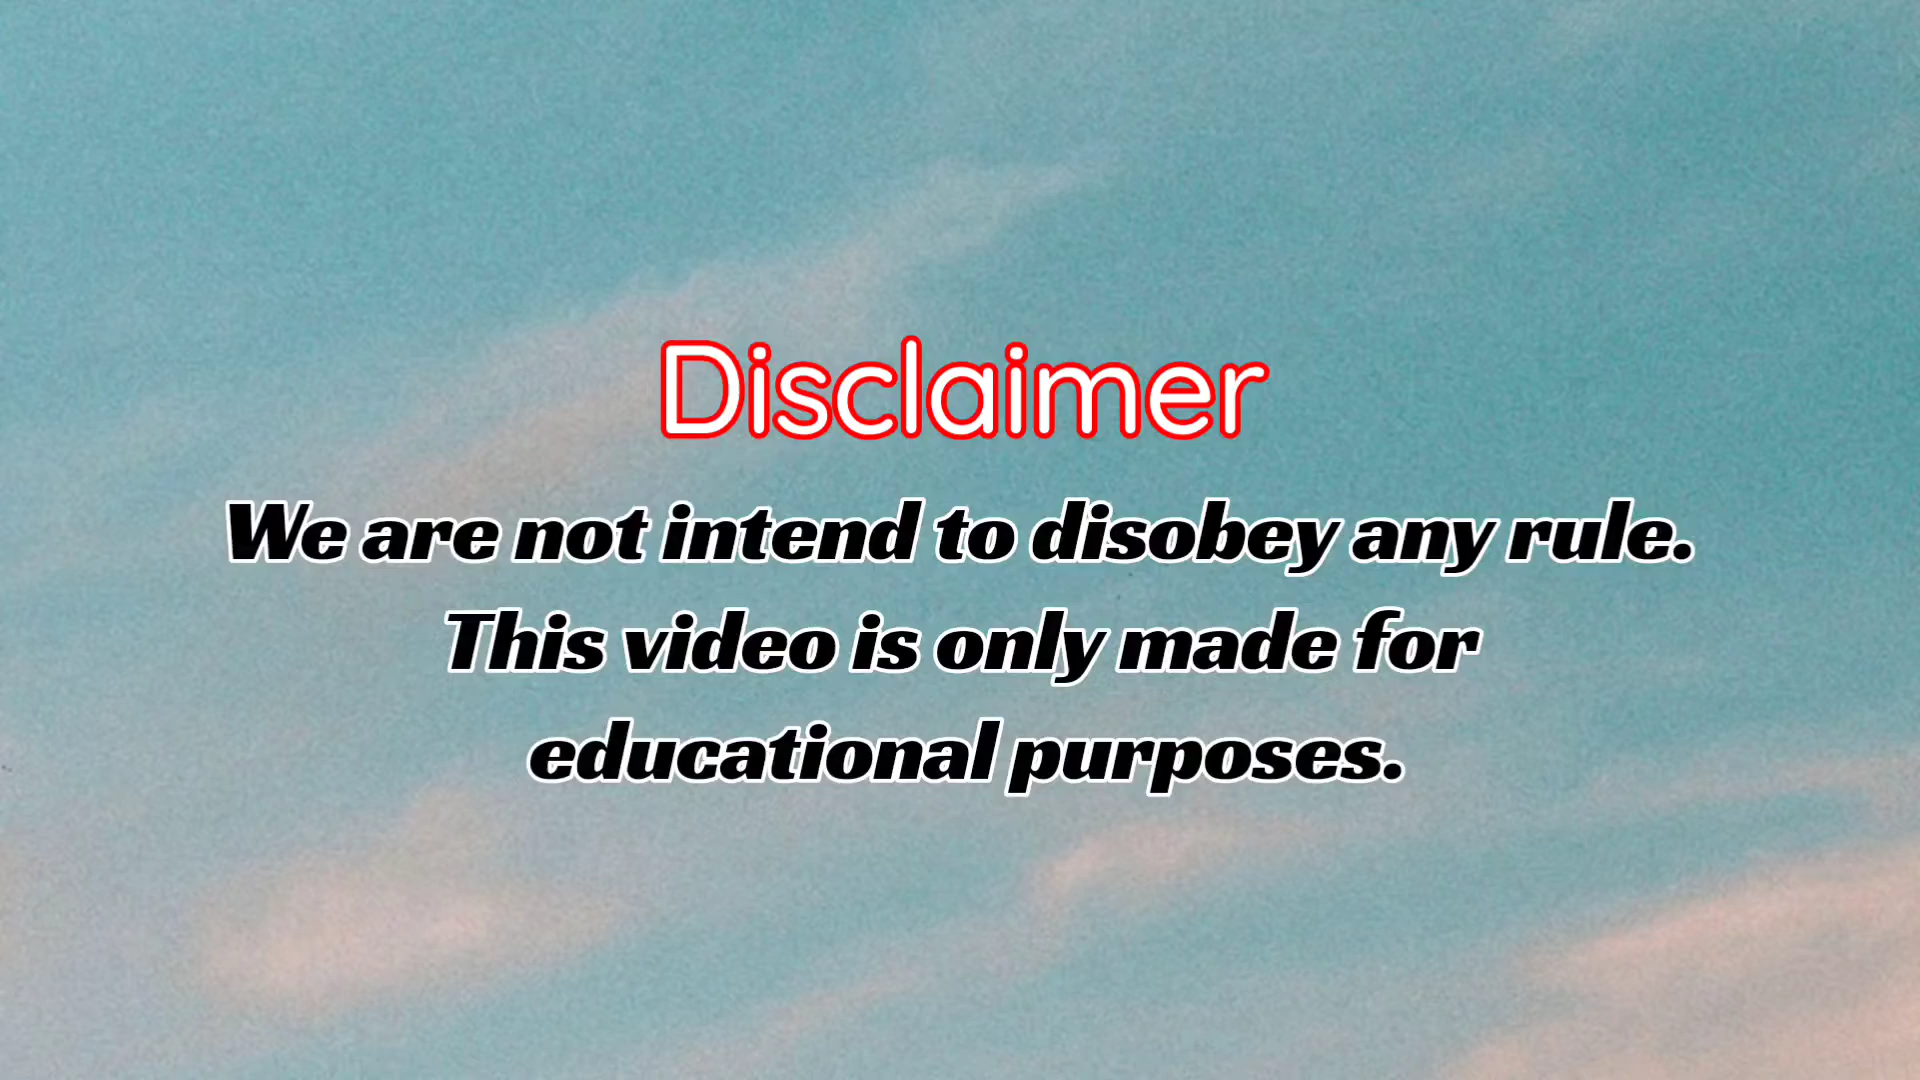 Disclaimer
We are not intend to disobey any rule.
This video is only made for
educational purposes.